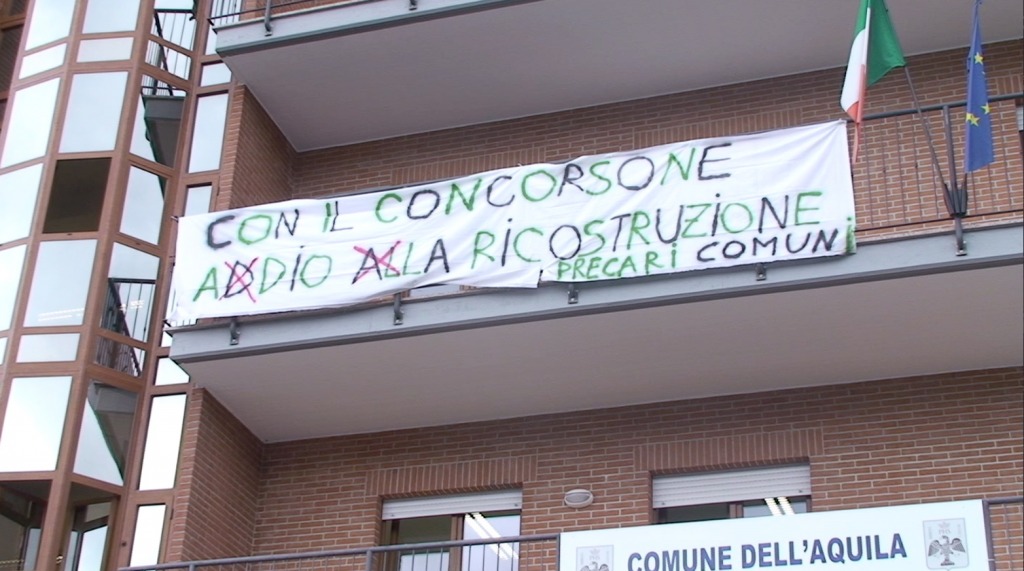 CON IL CONCORSONE
ADDIO ALLA RICOSTRUZIONE
PRECARI COMUNI
COMUNE DELL'AQUILA